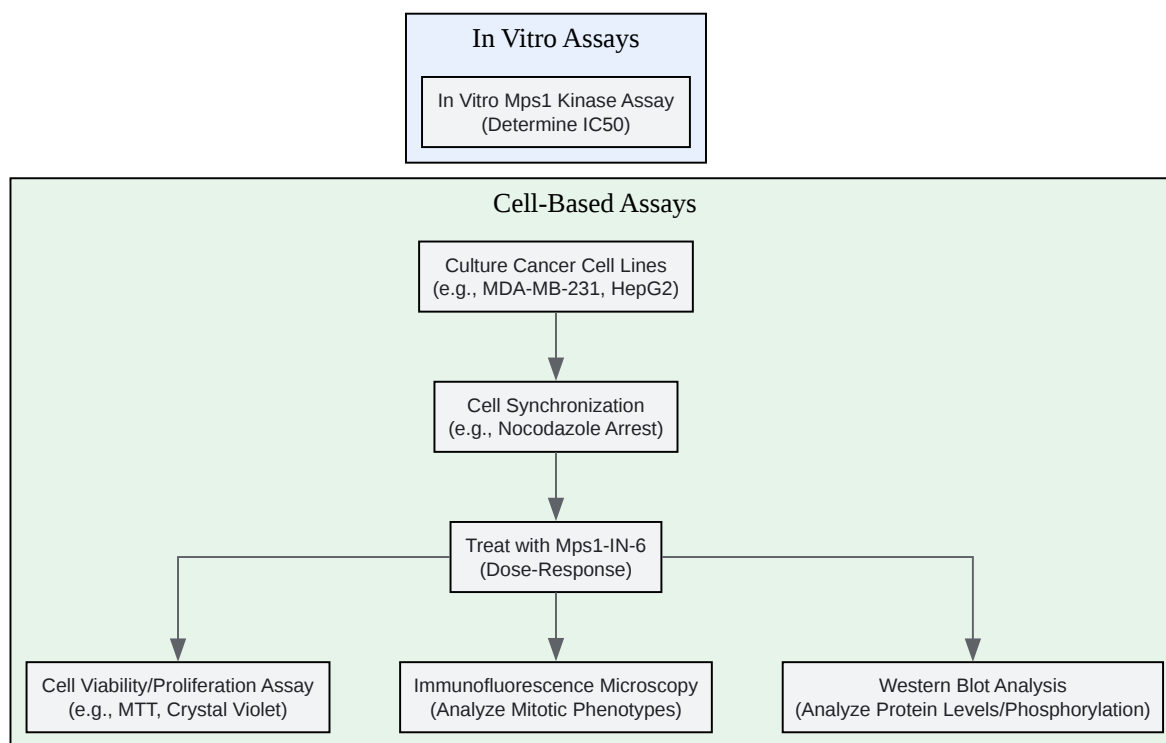 In Vitro Assays
In Vitro Mps1 Kinase Assay
(Determine IC50)
Cell-Based Assays
Culture Cancer Cell Lines
(e.g., MDA-MB-231, HepG2)
Cell Synchronization
(e.g., Nocodazole Arrest)
Treat with Mps1-IN-6
(Dose-Response)
Cell Viability/Proliferation Assay
(e.g., MTT, Crystal Violet)
Immunofluorescence Microscopy
(Analyze Mitotic Phenotypes)
Western Blot Analysis
(Analyze Protein Levels/Phosphorylation)